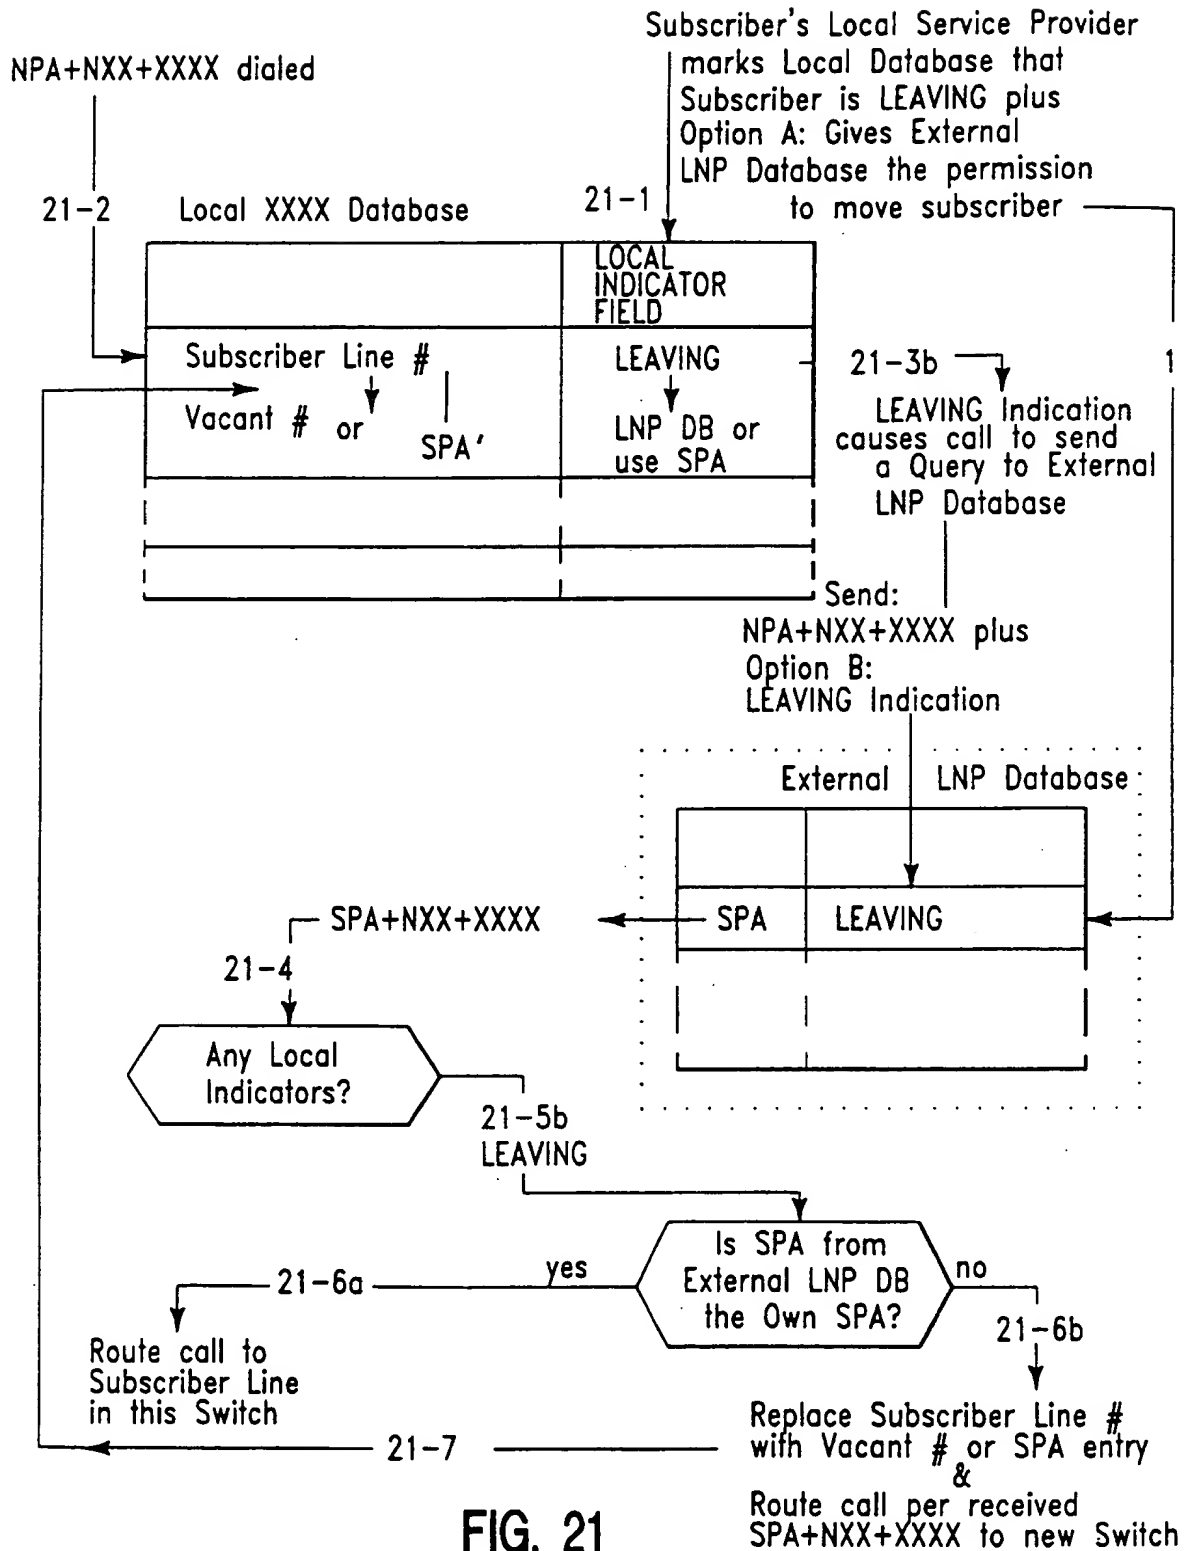 Subscriber's Local Service Provider
marks Local Database that
Subscriber is LEAVING plus
Option A: Gives External
LNP Database the permission
to move subscriber
NPA+NXX+XXXX dialed
21-2
Local XXXX Database
21-1
LOCAL
INDICATOR
FIELD
Subscriber Line #
LEAVING
21-3b
1
Vacant # or
SPA'
LNP DB or
use SPA
LEAVING Indication
causes call to send
a Query to External
LNP Database
Send:
NPA+NXX+XXXX plus
Option B:
LEAVING Indication
External LNP Database
SPA
LEAVING
SPA+NXX+XXXX
21-4
Any Local
Indicators?
21-5b
LEAVING
Is SPA from
External LNP DB
the Own SPA?
yes
no
21-6a
21-6b
Route call to
Subscriber Line
in this Switch
Replace Subscriber Line #
with Vacant # or SPA entry
&
Route call per received
SPA+NXX+XXXX to new Switch
21-7
FIG. 21